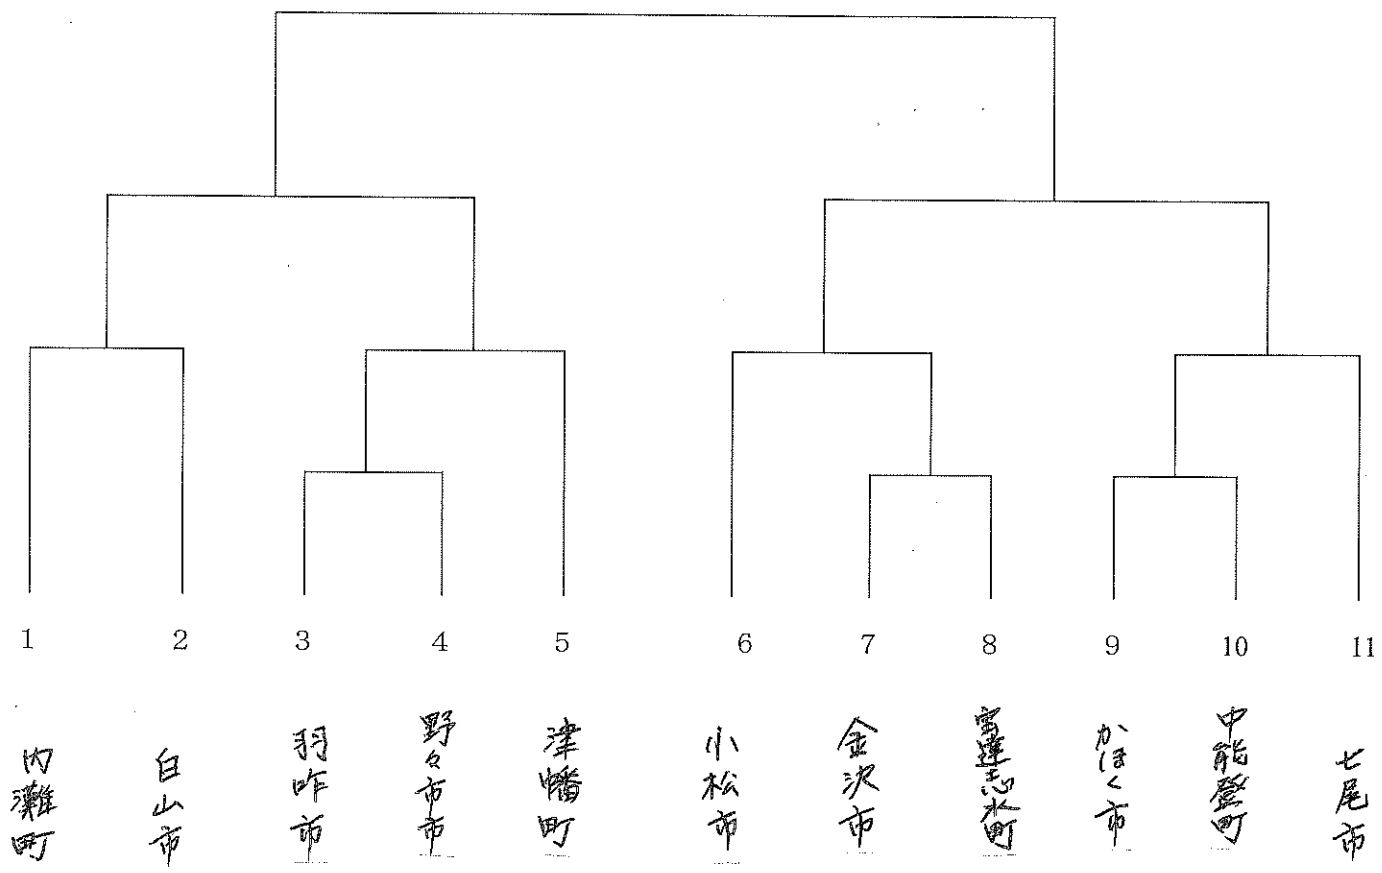 1 2 3 4 5 6 7 8 9 10 11
内灘町
白山市
羽咋市
野々市市
津幡町
小松市
金沢市
宝達志水町
かほく市
中能登町
七尾市